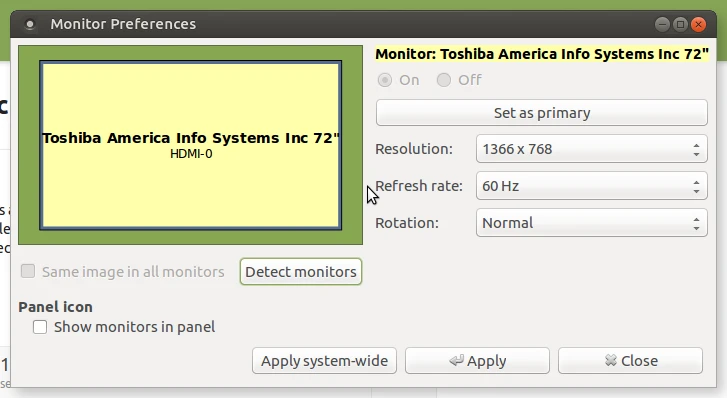 Monitor Preferences
Monitor: Toshiba America Info Systems Inc 72"
On Off
Set as primary
Toshiba America Info Systems Inc 72"
HDMI-0
Resolution: 1366 x 768
Refresh rate: 60 Hz
Rotation: Normal
Same image in all monitors Detect monitors
Panel icon
Show monitors in panel
Apply system-wide Apply Close